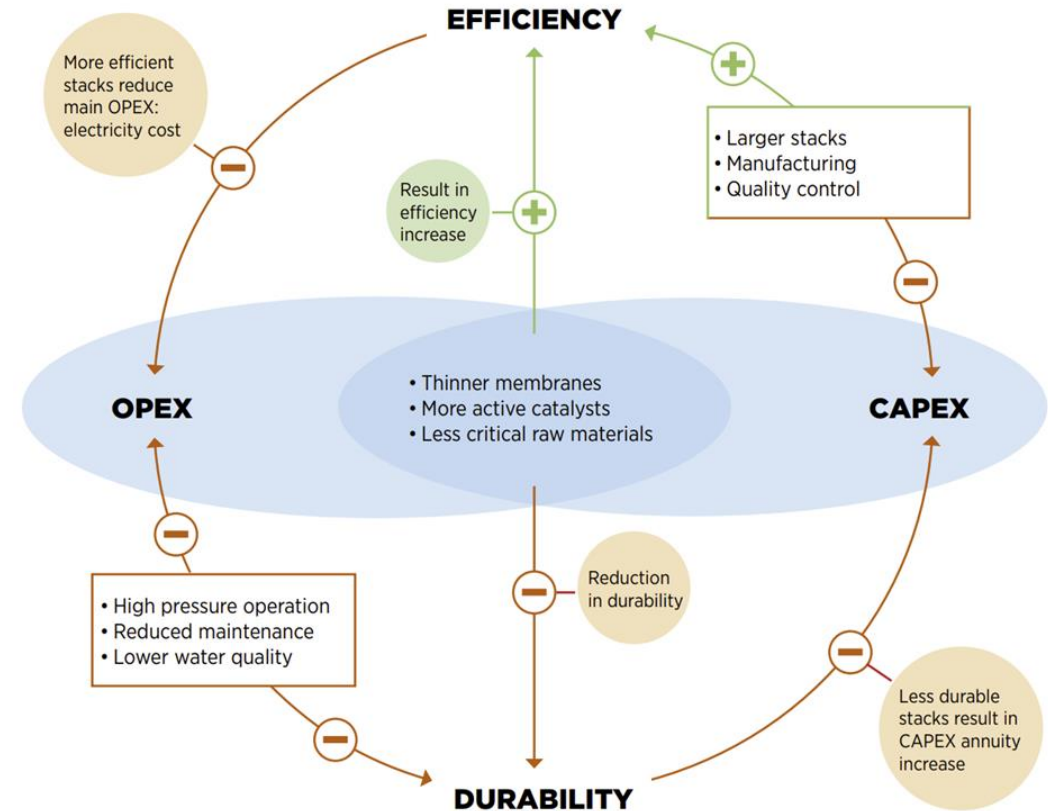 EFFICIENCY
More efficient
stacks reduce
main OPEX:
electricity cost
• Larger stacks
• Manufacturing
• Quality control
Result in
efficiency
increase
OPEX
• Thinner membranes
• More active catalysts
• Less critical raw materials
CAPEX
• High pressure operation
• Reduced maintenance
• Lower water quality
Reduction
in durability
Less durable
stacks result in
CAPEX annuity
increase
DURABILITY